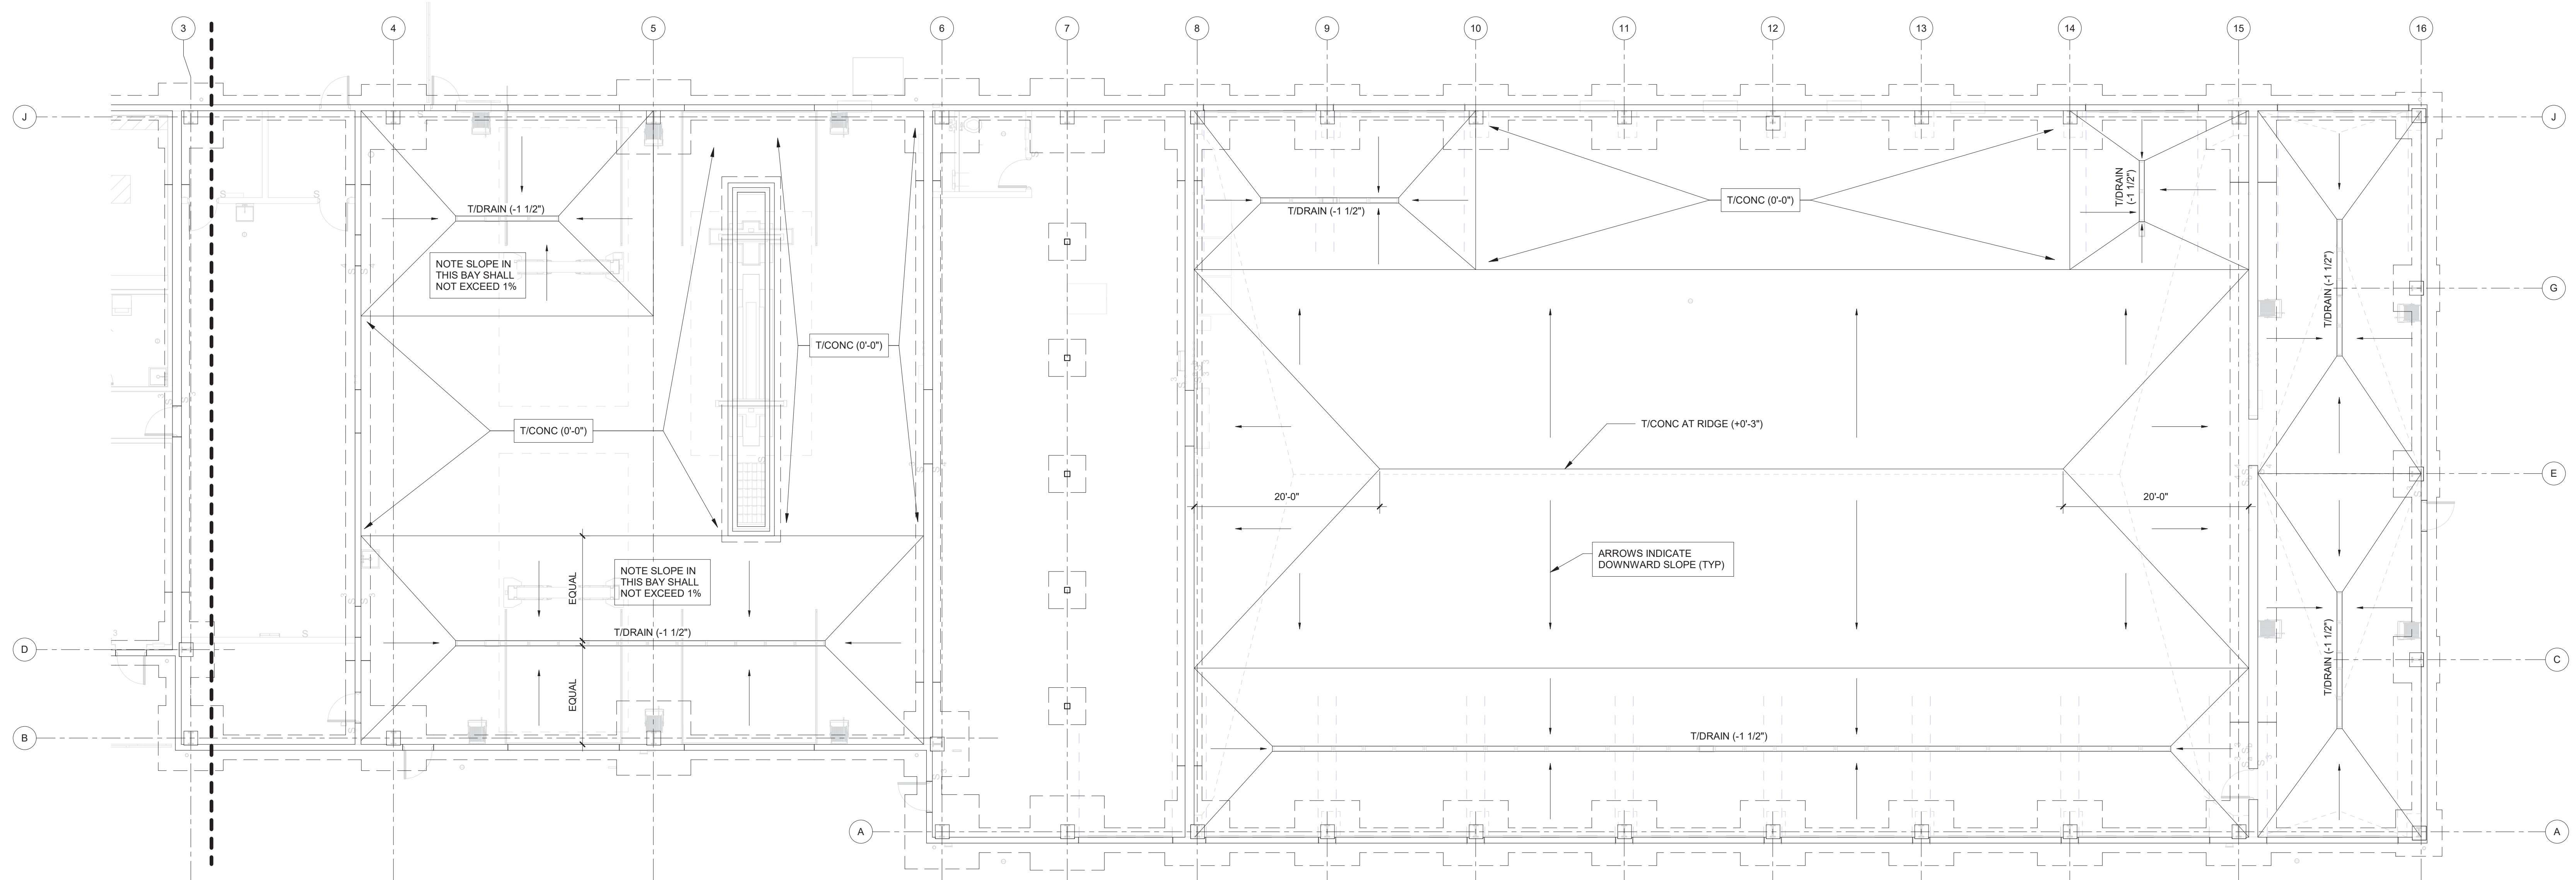 3
4
5
6
7
8
9
10
11
12
13
14
15
16
J
J
T/DRAIN (-1 1/2")
T/DRAIN (-1 1/2")
T/CONC (0'-0")
T/DRAIN
(-1 1/2")
NOTE SLOPE IN
THIS BAY SHALL
NOT EXCEED 1%
T/DRAIN (-1 1/2")
G
T/CONC (0'-0")
T/CONC (0'-0")
T/CONC AT RIDGE (+0'-3")
E
20'-0"
20'-0"
ARROWS INDICATE
DOWNWARD SLOPE (TYP)
NOTE SLOPE IN
THIS BAY SHALL
NOT EXCEED 1%
EQUAL
T/DRAIN (-1 1/2")
D
C
T/DRAIN (-1 1/2")
EQUAL
B
T/DRAIN (-1 1/2")
A
A